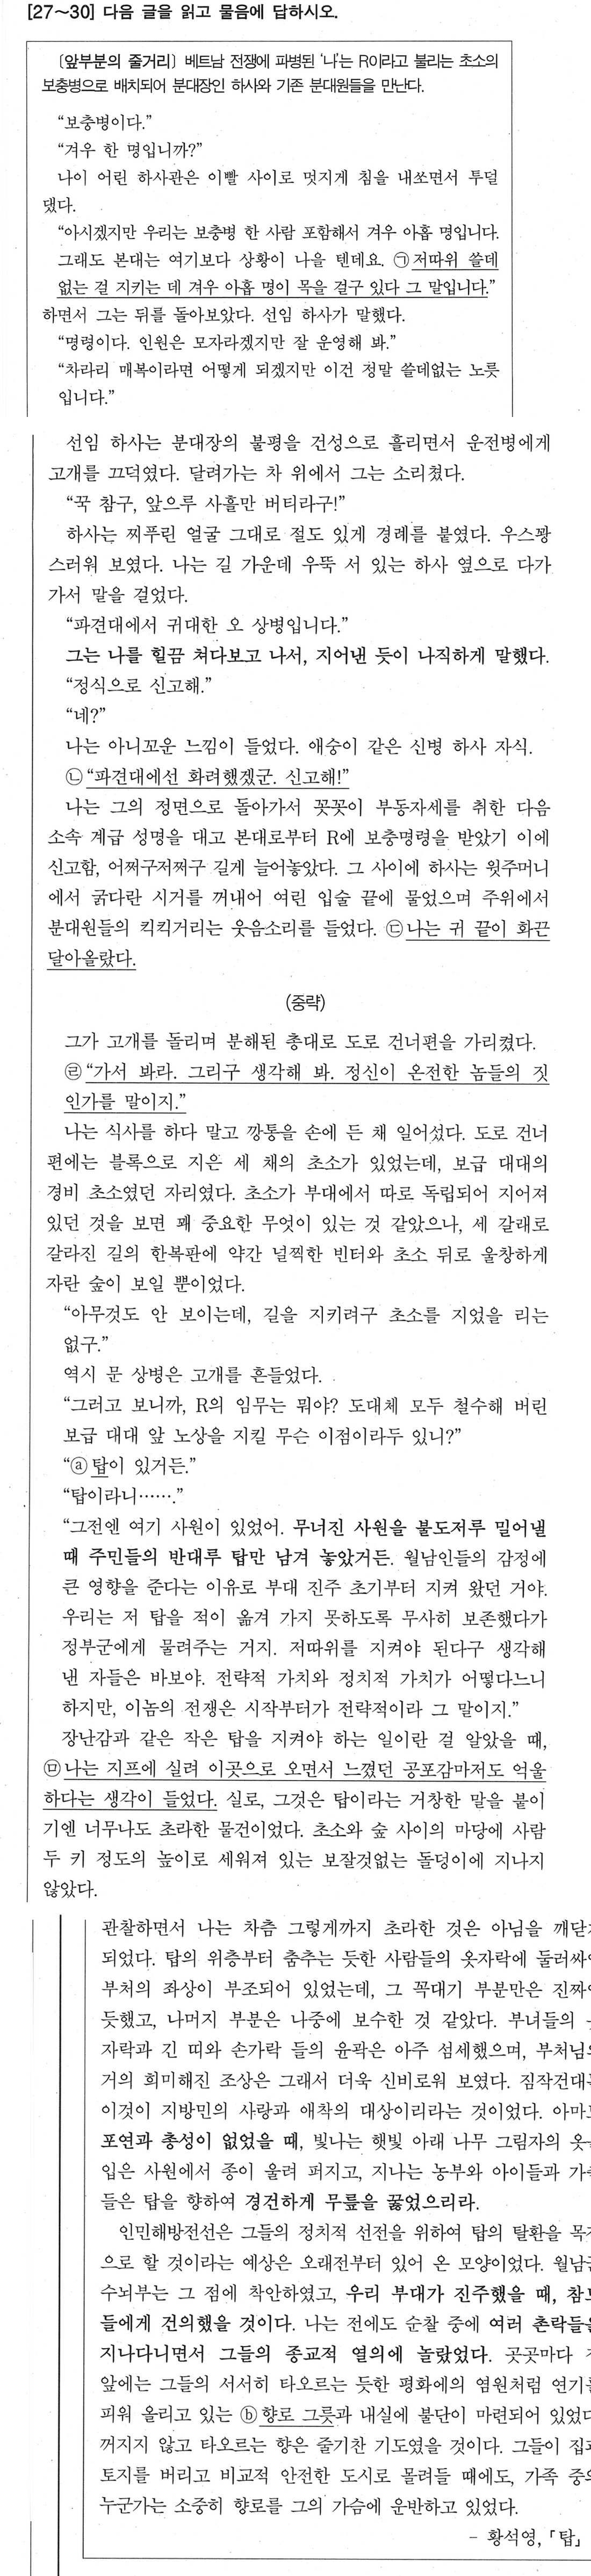 [27～30] 다음 글을 읽고 물음에 답하시오.
〔앞부분의 줄거리〕 베트남 전쟁에 파병된 ‘나’는 R이라고 불리는 초소의
보충병으로 배치되어 분대장인 하사와 기존 분대원들을 만난다.
“보충병이다.”
“겨우 한 명입니까?”
나이 어린 하사관은 이빨 사이로 멋지게 침을 내쏘면서 투덜
댔다.
“아시겠지만 우리는 보충병 한 사람 포함해서 겨우 아홉 명입니다.
그래도 본대는 여기보다 상황이 나을 텐데요. ㉠저따위 쓸데
없는 걸 지키는 데 겨우 아홉 명이 목을 걸구 있다 그 말입니다.”
하면서 그는 뒤를 돌아보았다. 선임 하사가 말했다.
“명령이다. 인원은 모자라겠지만 잘 운영해 봐.”
“차라리 매복이라면 어떻게 되겠지만 이건 정말 쓸데없는 노릇
입니다.”
선임 하사는 분대장의 불평을 건성으로 흘리면서 운전병에게
고개를 끄덕였다. 달려가는 차 위에서 그는 소리쳤다.
“꾹 참구, 앞으루 사흘만 버티라구!”
하사는 찌푸린 얼굴 그대로 절도 있게 경례를 붙였다. 우스꽝
스러워 보였다. 나는 길 가운데 우뚝 서 있는 하사 옆으로 다가
가서 말을 걸었다.
“파견대에서 귀대한 오 상병입니다.”
그는 나를 힐끔 쳐다보고 나서, 지어낸 듯이 나직하게 말했다.
“정식으로 신고해.”
“네?”
나는 아니꼬운 느낌이 들었다. 애숭이 같은 신병 하사 자식.
㉡“파견대에선 화려했겠군. 신고해!”
나는 그의 정면으로 돌아가서 꼿꼿이 부동자세를 취한 다음
소속 계급 성명을 대고 본대로부터 R에 보충명령을 받았기 이에
신고함, 어쩌구저쩌구 길게 늘어놓았다. 그 사이에 하사는 윗주머니
에서 굵다란 시거를 꺼내어 여린 입술 끝에 물었으며 주위에서
분대원들의 킥킥거리는 웃음소리를 들었다. ㉢나는 귀 끝이 화끈
달아올랐다.
(중략)
그가 고개를 돌리며 분해된 총대로 도로 건너편을 가리켰다.
㉣“가서 봐라. 그리구 생각해 봐. 정신이 온전한 놈들의 짓
인가를 말이지.”
나는 식사를 하다 말고 깡통을 손에 든 채 일어섰다. 도로 건너
편에는 블록으로 지은 세 채의 초소가 있었는데, 보급 대대의
경비 초소였던 자리였다. 초소가 부대에서 따로 독립되어 지어져
있던 것을 보면 꽤 중요한 무엇이 있는 것 같았으나, 세 갈래로
갈라진 길의 한복판에 약간 널찍한 빈터와 초소 뒤로 울창하게
자란 숲이 보일 뿐이었다.
“아무것도 안 보이는데, 길을 지키려구 초소를 지었을 리는
없구.”
역시 문 상병은 고개를 흔들었다.
“그러고 보니까, R의 임무는 뭐야? 도대체 모두 철수해 버린
보급 대대 앞 노상을 지킬 무슨 이점이라두 있니?”
“ⓐ탑이 있거든.”
“탑이라니…….”
“그전엔 여기 사원이 있었어. 무너진 사원을 불도저루 밀어낼
때 주민들의 반대루 탑만 남겨 놓았거든. 월남인들의 감정에
큰 영향을 준다는 이유로 부대 진주 초기부터 지켜 왔던 거야.
우리는 저 탑을 적이 옮겨 가지 못하도록 무사히 보존했다가
정부군에게 물려주는 거지. 저따위를 지켜야 된다구 생각해
낸 자들은 바보야. 전략적 가치와 정치적 가치가 어떻다느니
하지만, 이놈의 전쟁은 시작부터가 전략적이라 그 말이지.”
장난감과 같은 작은 탑을 지켜야 하는 일이란 걸 알았을 때,
㉤나는 지프에 실려 이곳으로 오면서 느꼈던 공포감마저도 억울
하다는 생각이 들었다. 실로, 그것은 탑이라는 거창한 말을 붙이
기엔 너무나도 초라한 물건이었다. 초소와 숲 사이의 마당에 사람
두 키 정도의 높이로 세워져 있는 보잘것없는 돌덩이에 지나지
않았다.
관찰하면서 나는 차츰 그렇게까지 초라한 것은 아님을
되었다. 탑의 위층부터 춤추는 듯한 사람들의 옷자락에
부처의 좌상이 부조되어 있었는데, 그 꼭대기 부분만은
듯했고, 나머지 부분은 나중에 보수한 것 같았다. 부녀들의
자락과 긴 띠와 손가락 들의 윤곽은 아주 섬세했으며,
거의 희미해진 조상은 그래서 더욱 신비로워 보였다.
이것이 지방민의 사랑과 애착의 대상이리라는 것이었다.
포연과 총성이 없었을 때, 빛나는 햇빛 아래 나무 그림자의
입은 사원에서 종이 울려 퍼지고, 지나는 농부와 아이들과
들은 탑을 향하여 경건하게 무릎을 꿇었으리라.
인민해방전선은 그들의 정치적 선전을 위하여 탑의 탈환을
으로 할 것이라는 예상은 오래전부터 있어 온 모양이었다.
수뇌부는 그 점에 착안하였고, 우리 부대가 진주했을 때,
들에게 건의했을 것이다. 나는 전에도 순찰 중에 여러
지나다니면서 그들의 종교적 열의에 놀랐었다. 곳곳마다
앞에는 그들의 서서히 타오르는 듯한 평화에의 염원처럼
피워 올리고 있는 ⓑ향로 그릇과 내실에 불단이 마련되어
꺼지지 않고 타오르는 향은 줄기찬 기도였을 것이다. 그들이
토지를 버리고 비교적 안전한 도시로 몰려들 때에도, 가족
누군가는 소중히 향로를 그의 가슴에 운반하고 있었다.
- 황석영, 「탑」